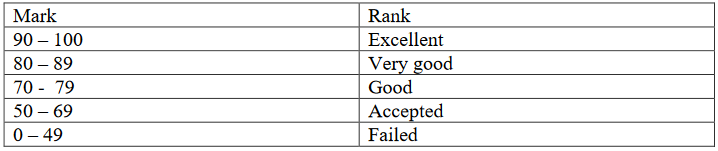 Mark Rank
90 – 100 Excellent
80 – 89 Very good
70 - 79 Good
50 – 69 Accepted
0 – 49 Failed